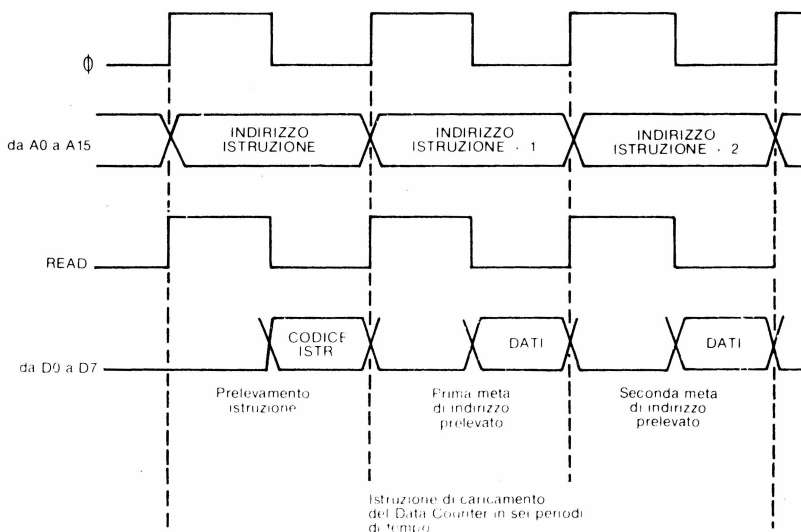 ϕ
da A0 a A15
INDIRIZZO
ISTRUZIONE
INDIRIZZO
ISTRUZIONE · 1
INDIRIZZO
ISTRUZIONE · 2
READ
da D0 a D7
CODICE
ISTR
DATI
DATI
Prelevamento
istruzione
Prima meta
di indirizzo
prelevato
Seconda meta
di indirizzo
prelevato
Istruzione di caricamento
del Data Counter in sei periodi
di tempo